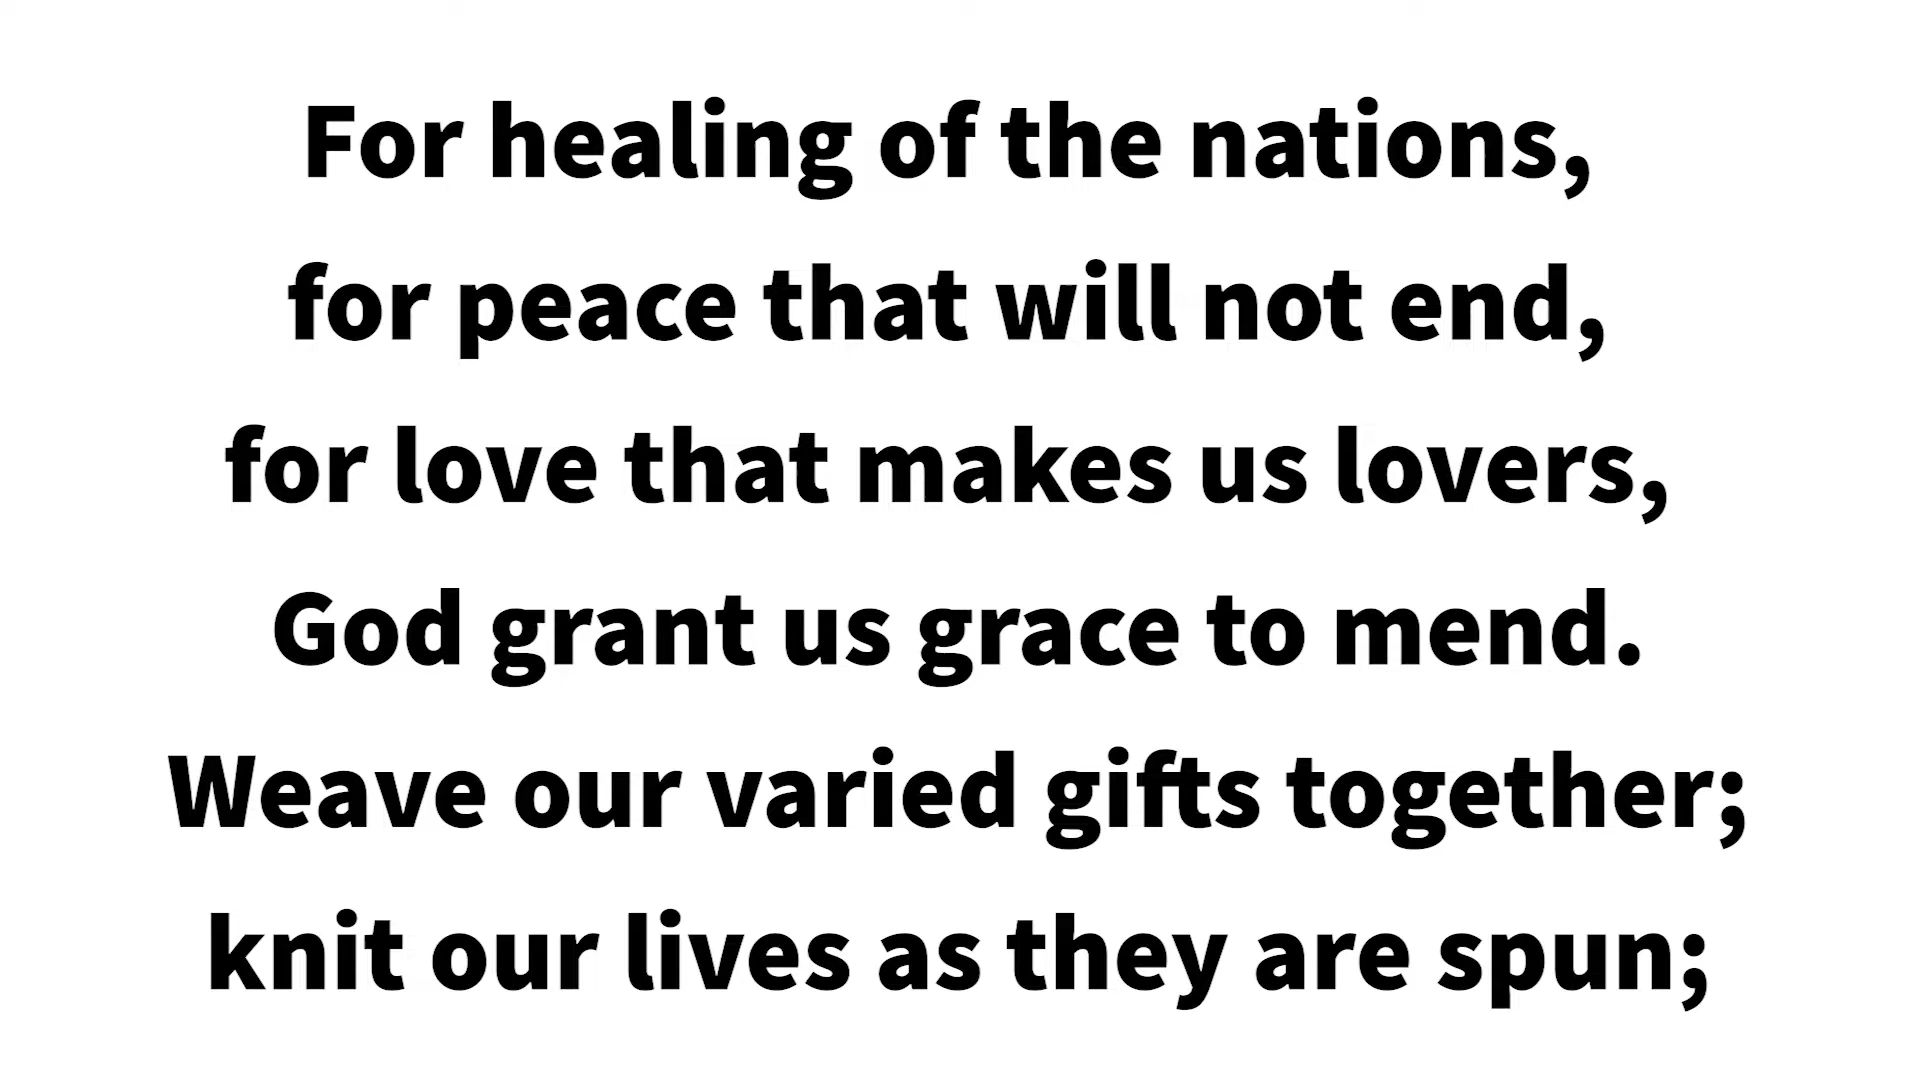 For healing of the nations,
for peace that will not end,
for love that makes us lovers,
God grant us grace to mend.
Weave our varied gifts together;
knit our lives as they are spun;